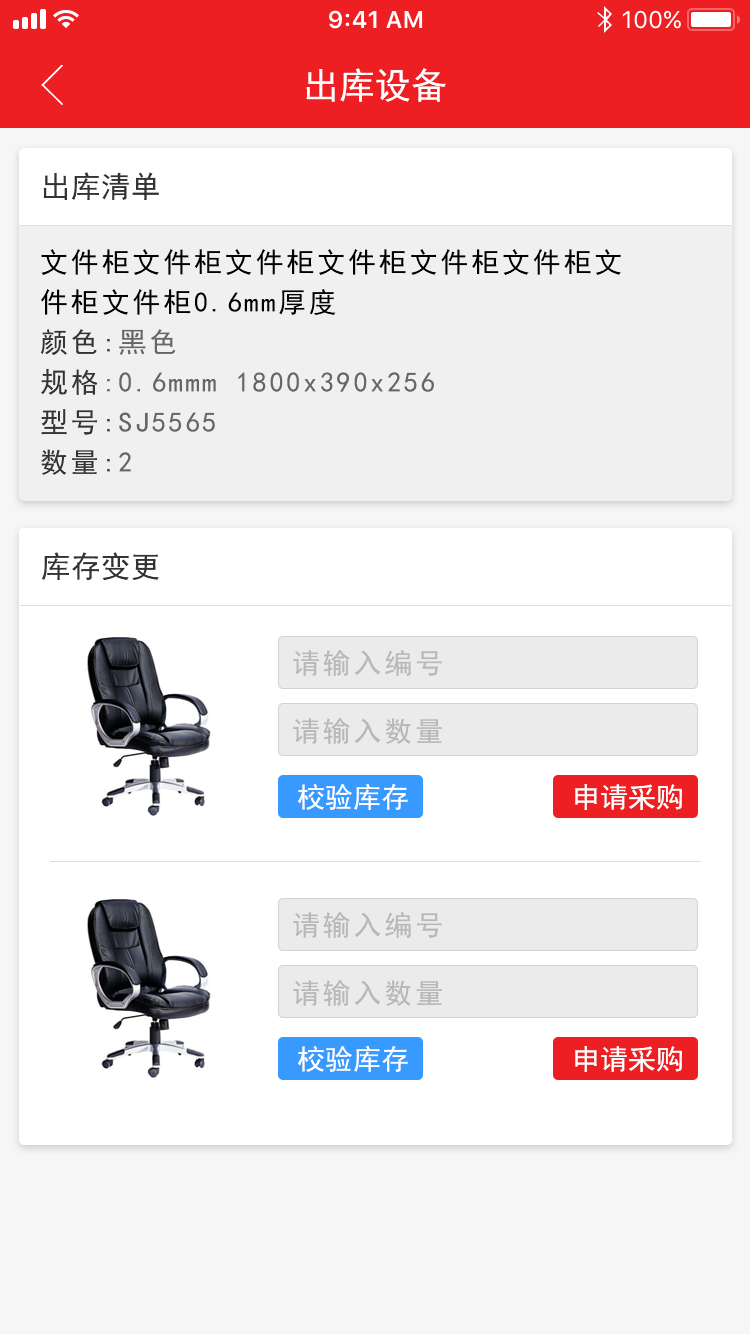 9:41 AM
100%
出库设备
出库清单
文件柜文件柜文件柜文件柜文件柜文件柜文
件柜文件柜0.6mm厚度
颜色:黑色
规格:0.6mmm 1800x390x256
型号:SJ5565
数量:2
库存变更
请输入编号
请输入数量
校验库存 申请采购
请输入编号
请输入数量
校验库存 申请采购